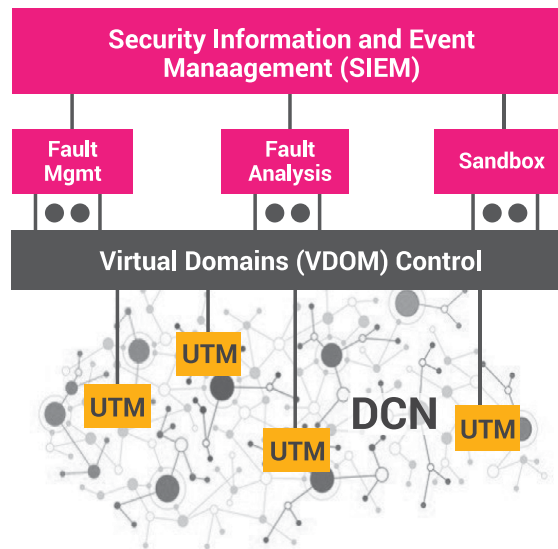 Security Information and Event
Manaagement (SIEM)
Fault
Mgmt
Fault
Analysis
Sandbox
Virtual Domains (VDOM) Control
UTM
UTM
DCN
UTM
UTM